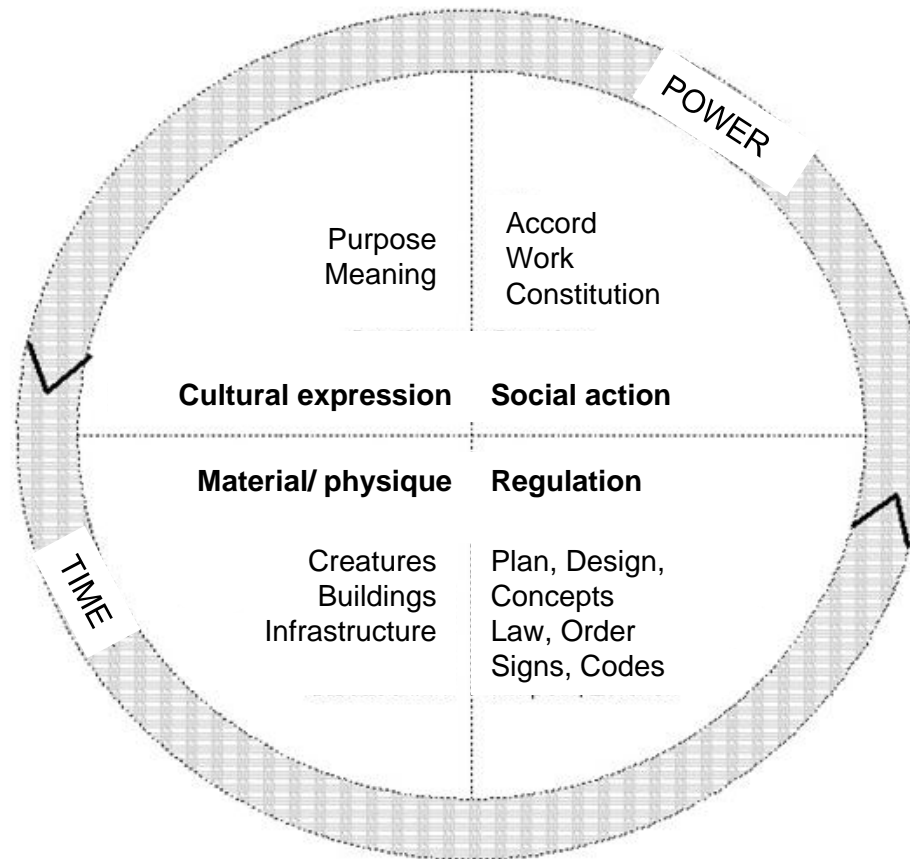 POWER
Purpose
Meaning
Accord
Work
Constitution
Cultural expression
Social action
Material/ physique
Regulation
Creatures
Buildings
Infrastructure
Plan, Design,
Concepts
Law, Order
Signs, Codes
TIME